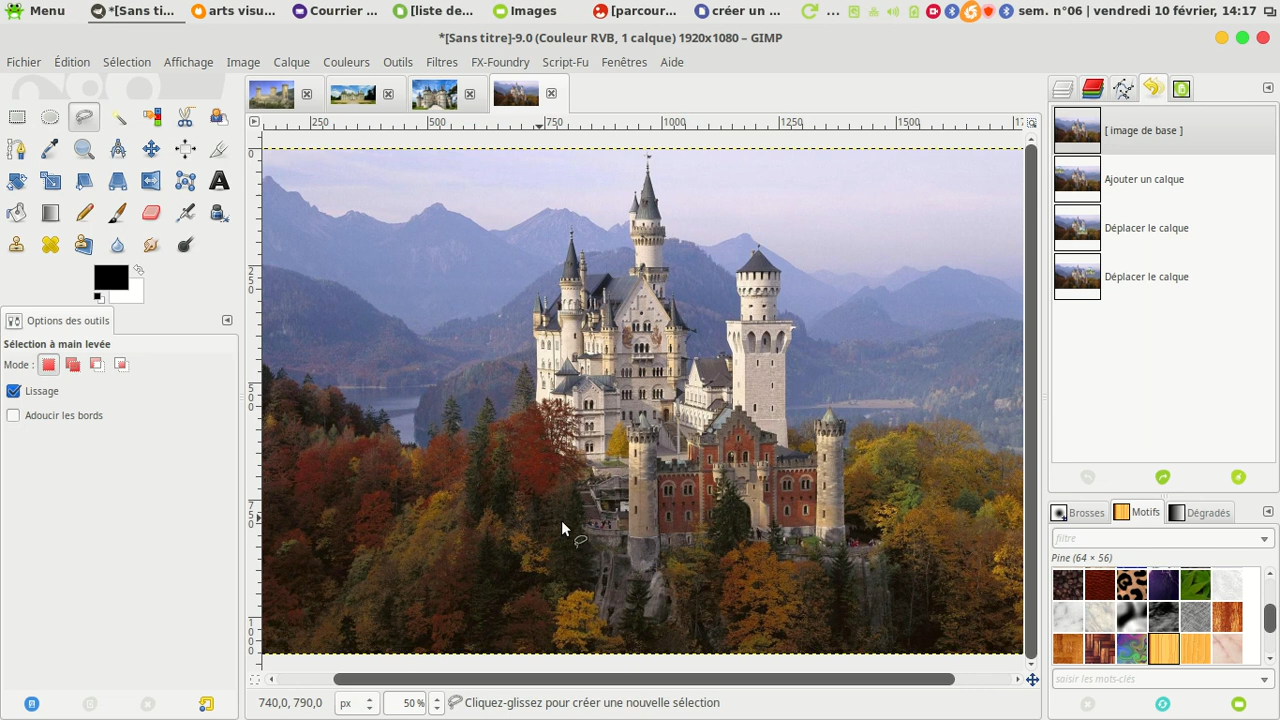 Menu *[Sans ti... arts visu... Courrier ... [liste de... Images [parcour... créer un ... ... sem. n°06 | vendredi 10 février, 14:17
*[Sans titre]-9.0 (Couleur RVB, 1 calque) 1920x1080 – GIMP
Fichier Édition Sélection Affichage Image Calque Couleurs Outils Filtres FX-Foundry Script-Fu Fenêtres Aide
250 500 750 1000 1250 1500
0
250
500
750
1000
[ image de base ]
Ajouter un calque
Déplacer le calque
Déplacer le calque
Options des outils
Sélection à main levée
Mode :
Lissage
Adoucir les bords
Brosses Motifs Dégradés
filtre
Pine (64 × 56)
saisir les mots-clés
740,0, 790,0 px 50 % Cliquez-glissez pour créer une nouvelle sélection